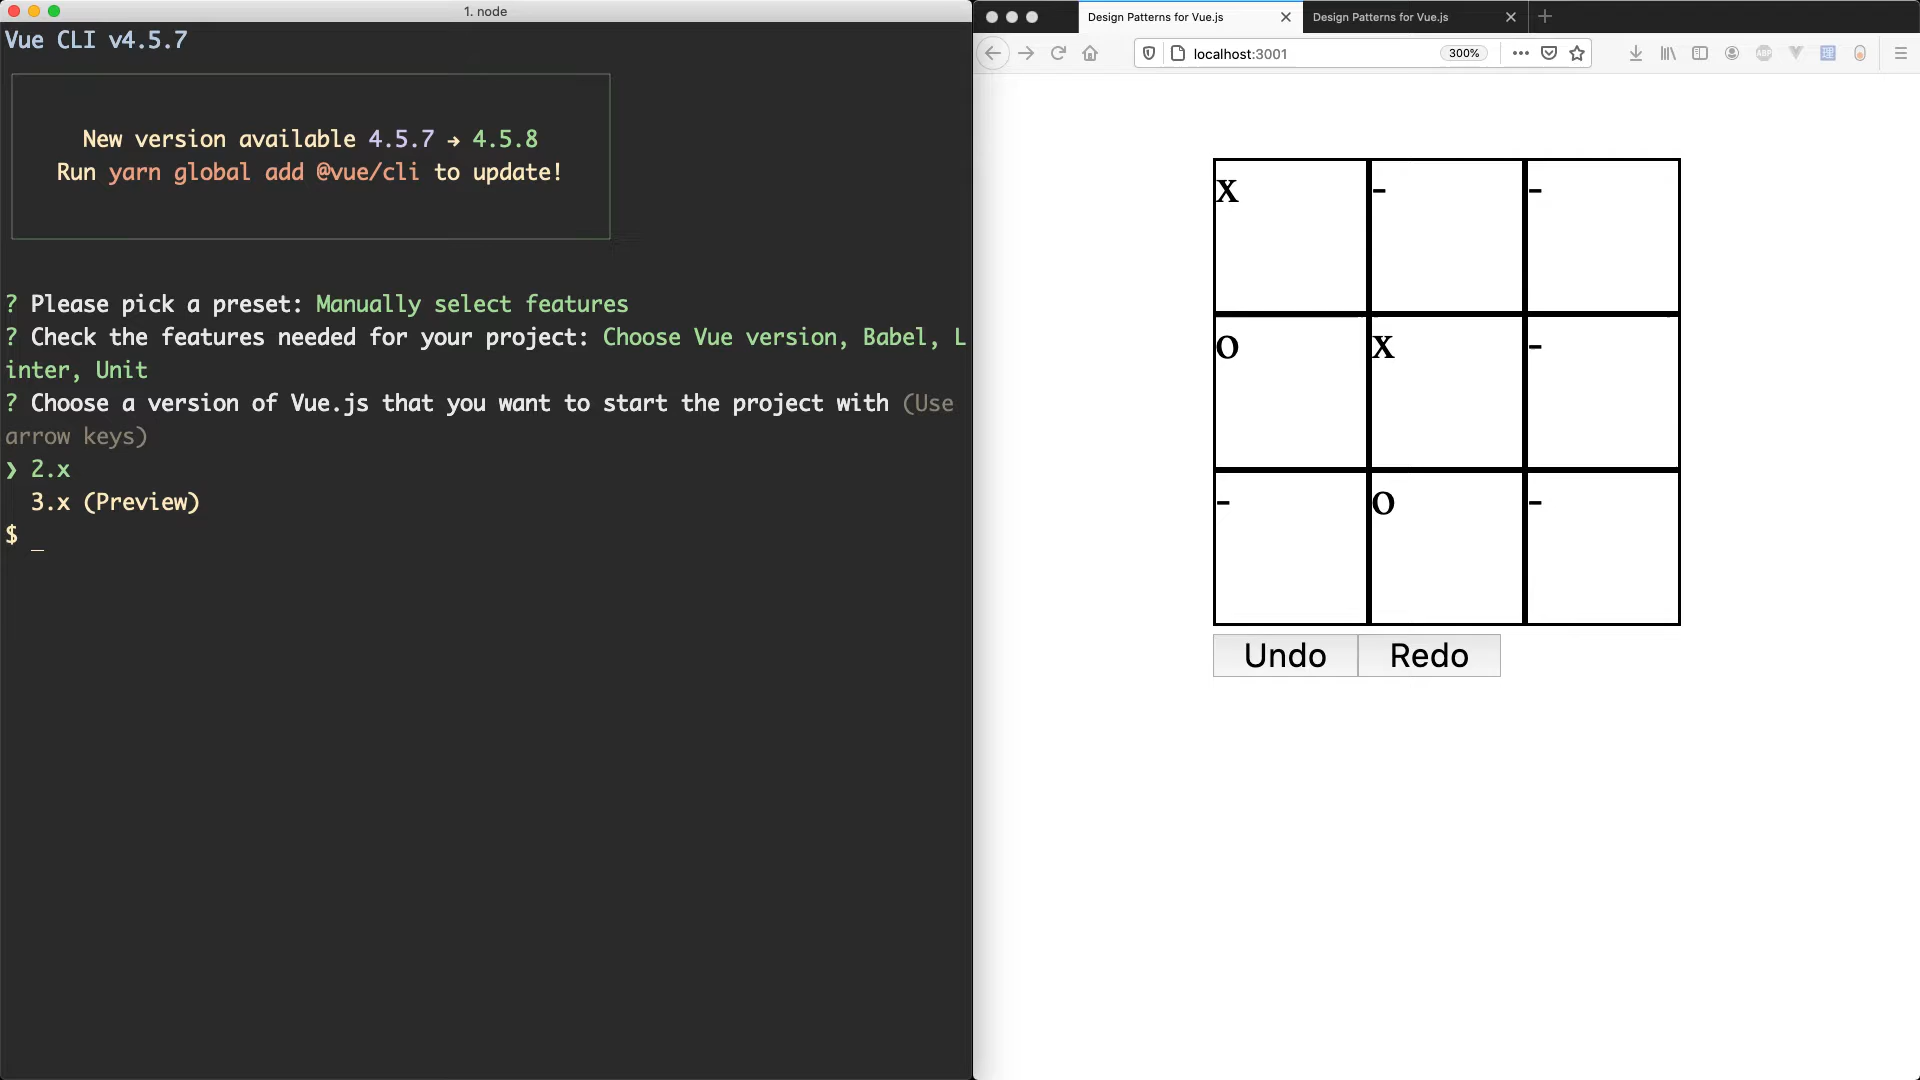 1. node
Vue CLI v4.5.7
New version available 4.5.7 → 4.5.8
Run yarn global add @vue/cli to update!
? Please pick a preset: Manually select features
? Check the features needed for your project: Choose Vue version, Babel, L
inter, Unit
? Choose a version of Vue.js that you want to start the project with (Use
arrow keys)
❯ 2.x
3.x (Preview)
$ _
Design Patterns for Vue.js
Design Patterns for Vue.js
localhost:3001
300%
ABP
X - -
O X -
- O -
Undo Redo